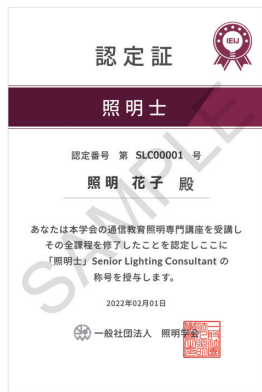 IEIJ
認定証
照明士
認定番号 第 SLC00001 号
照明 花子 殿
あなたは本学会の通信教育照明専門講座を受講し
その全課程を修了したことを認定しここに
「照明士」Senior Lighting Consultant の
称号を授与します。
2022年02月01日
一般社団法人 照明学会
SAMPLE